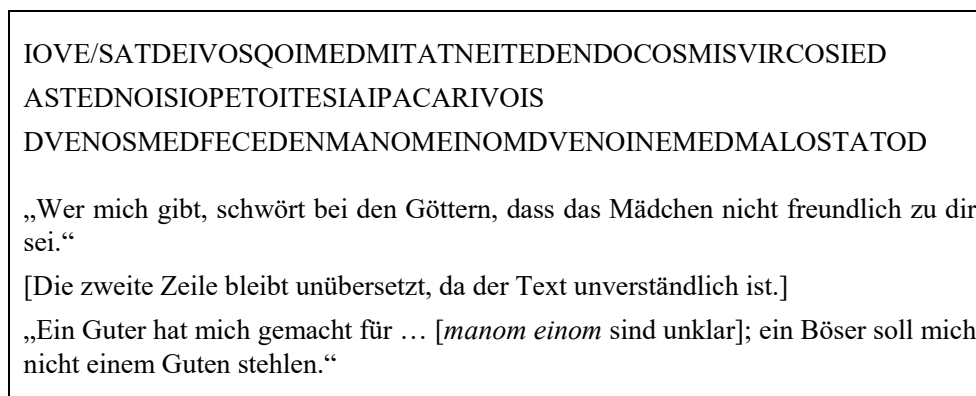 IOVE/SATDEIVOSQOIMEDMITATNEITEDENDOCOSMISVIRCOSIED
ASTEDNOISIOPETOITESIAIPACARIVOIS
DVENOSMEDFECEDENMANOMEINOMDVENOINEMEDMALOSTATOD
„Wer mich gibt, schwört bei den Göttern, dass das Mädchen nicht freundlich zu dir
sei.“
[Die zweite Zeile bleibt unübersetzt, da der Text unverständlich ist.]
„Ein Guter hat mich gemacht für … [manom einom sind unklar]; ein Böser soll mich
nicht einem Guten stehlen.“